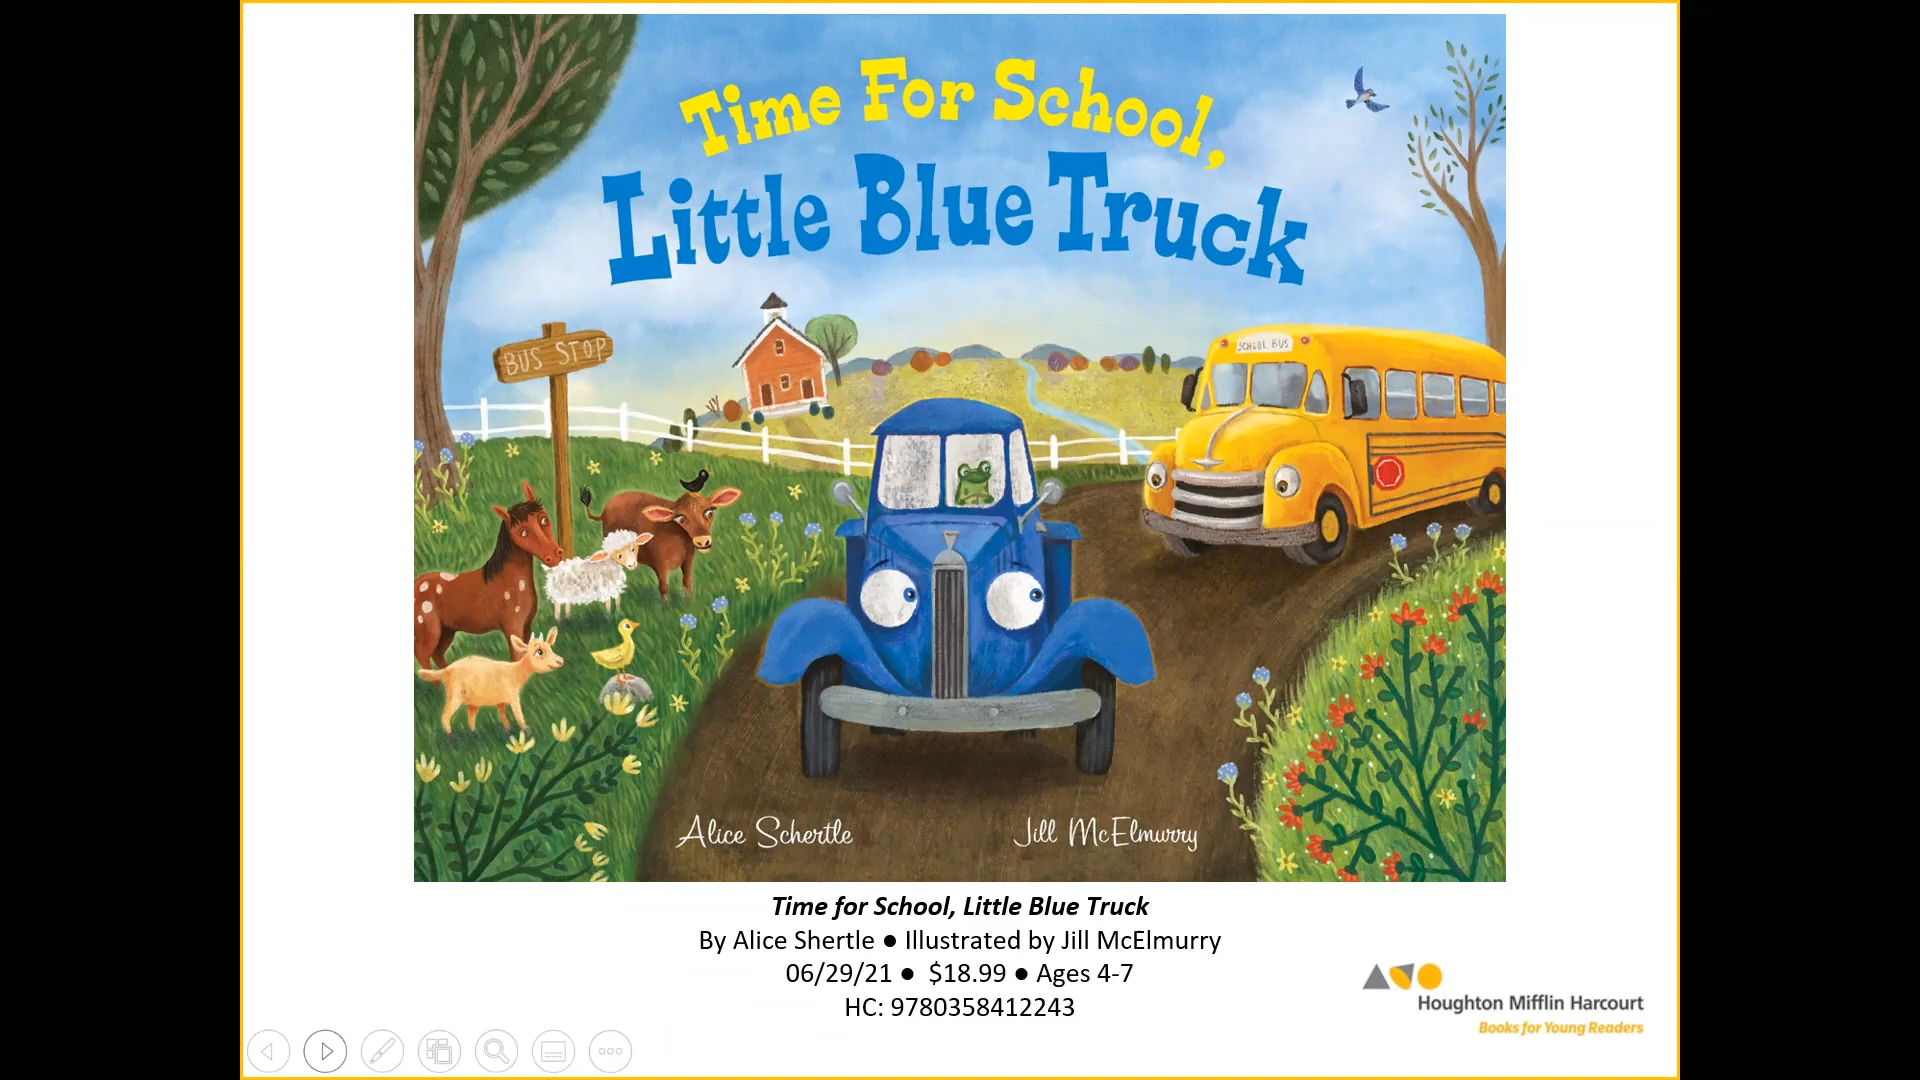 Time For School,
Little Blue Truck
BUS STOP
SCHOOL BUS
Alice Schertle
Jill McElmurry
Time for School, Little Blue Truck
By Alice Shertle ● Illustrated by Jill McElmurry
06/29/21 ● $18.99 ● Ages 4-7
HC: 9780358412243
Houghton Mifflin Harcourt
Books for Young Readers